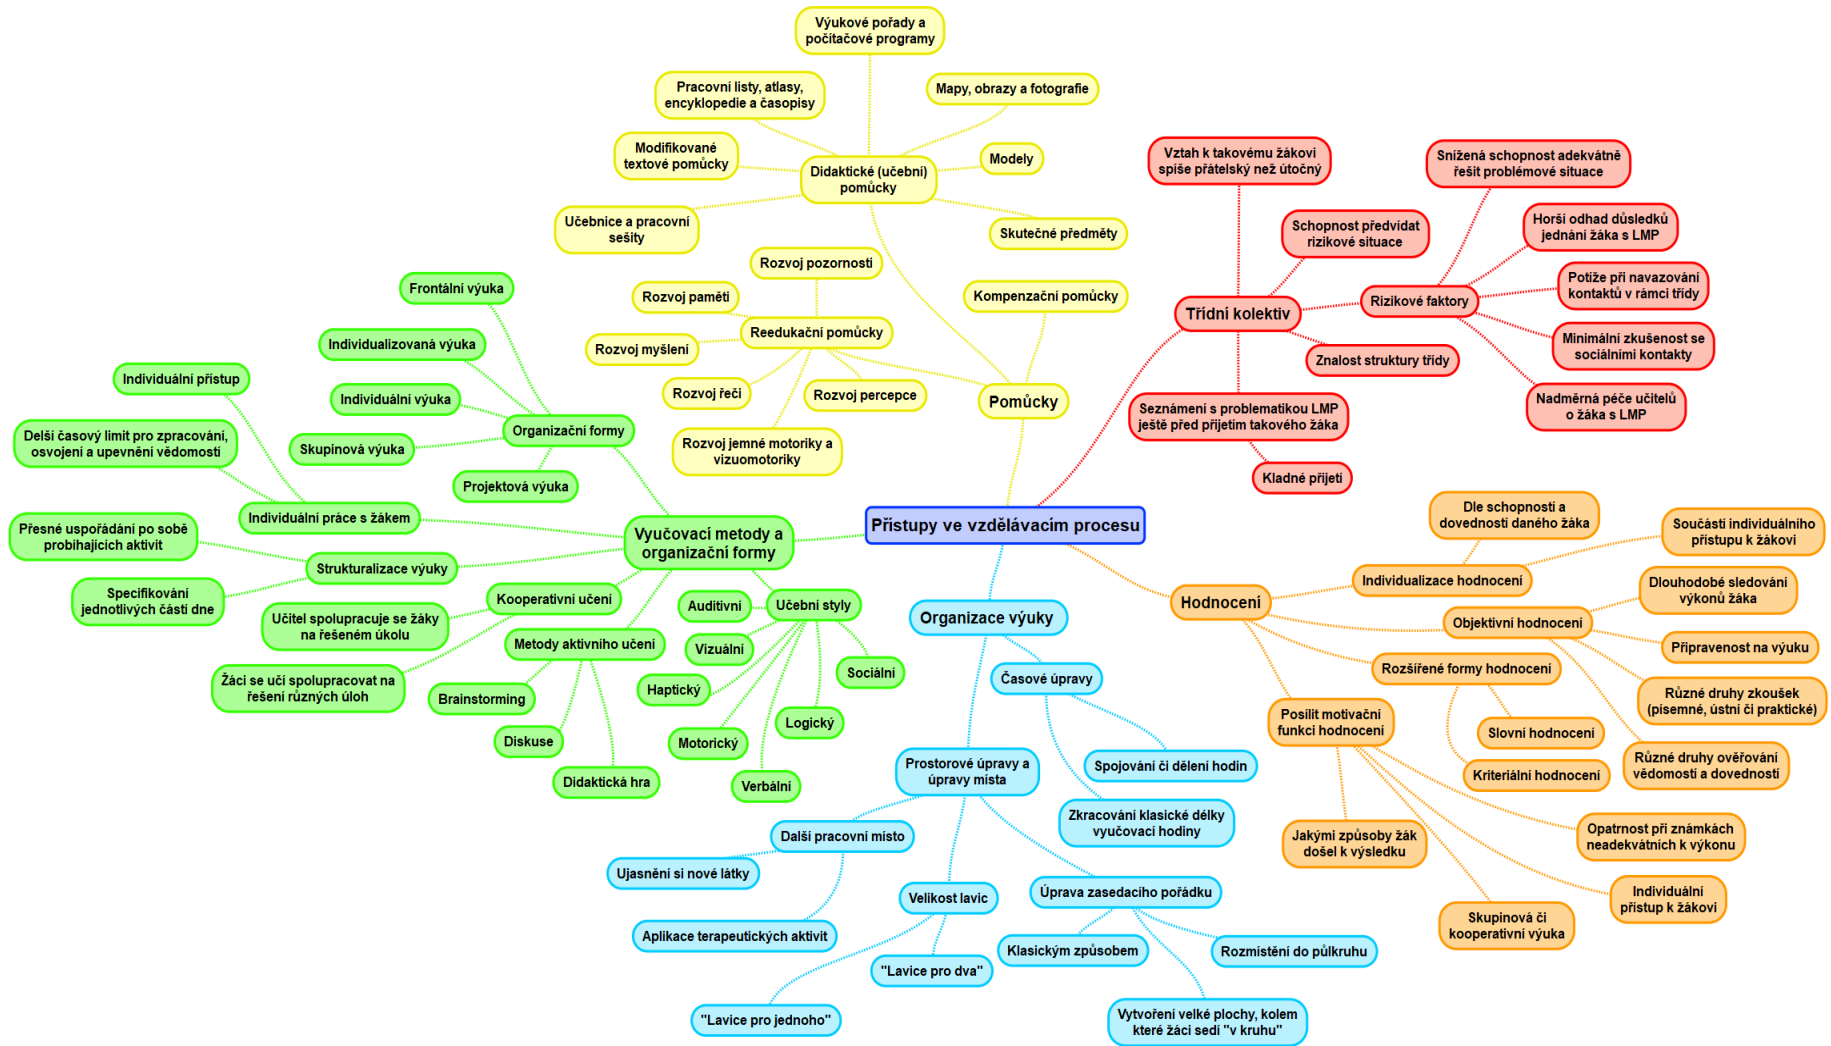 Výukové pořady a
počítačové programy
Pracovní listy, atlasy,
encyklopedie a časopisy
Mapy, obrazy a fotografie
Modifikované
textové pomůcky
Didaktické (učební)
pomůcky
Modely
Učebnice a pracovní
sešity
Skutečné předměty
Rozvoj pozornosti
Rozvoj paměti
Kompenzační pomůcky
Reedukační pomůcky
Rozvoj myšlení
Rozvoj řeči
Rozvoj percepce
Pomůcky
Rozvoj jemné motoriky a
vizuomotoriky
Vztah k takovému žákovi
spíše přátelský než útočný
Snížená schopnost adekvátně
řešit problémové situace
Schopnost předvídat
rizikové situace
Horší odhad důsledků
jednání žáka s LMP
Potíže při navazování
kontaktů v rámci třídy
Rizikové faktory
Třídní kolektiv
Minimální zkušenost se
sociálními kontakty
Znalost struktury třídy
Nadměrná péče učitelů
o žáka s LMP
Seznámení s problematikou LMP
ještě před přijetím takového žáka
Kladné přijetí
Frontální výuka
Individualizovaná výuka
Individuální přístup
Individuální výuka
Organizační formy
Delší časový limit pro zpracování,
osvojení a upevnění vědomostí
Skupinová výuka
Projektová výuka
Individuální práce s žákem
Přesné uspořádání po sobě
probíhajících aktivit
Vyučovací metody a
organizační formy
Strukturalizace výuky
Specifikování
jednotlivých částí dne
Kooperativní učení
Učitel spolupracuje se žáky
na řešeném úkolu
Metody aktivního učení
Žáci se učí spolupracovat na
řešení různých úloh
Brainstorming
Diskuse
Didaktická hra
Učební styly
Auditivní
Vizuální
Haptický
Motorický
Verbální
Logický
Sociální
Přístupy ve vzdělávacím procesu
Organizace výuky
Časové úpravy
Spojování či dělení hodin
Zkracování klasické délky
vyučovací hodiny
Prostorové úpravy a
úpravy místa
Další pracovní místo
Ujasnění si nové látky
Aplikace terapeutických aktivit
Velikost lavic
"Lavice pro dva"
"Lavice pro jednoho"
Úprava zasedacího pořádku
Klasickým způsobem
Rozmístění do půlkruhu
Vytvoření velké plochy, kolem
které žáci sedí "v kruhu"
Hodnocení
Dle schopností a
dovedností daného žáka
Součástí individuálního
přístupu k žákovi
Individualizace hodnocení
Dlouhodobé sledování
výkonů žáka
Objektivní hodnocení
Připravenost na výuku
Rozšířené formy hodnocení
Různé druhy zkoušek
(písemné, ústní či praktické)
Posílit motivační
funkci hodnocení
Slovní hodnocení
Různé druhy ověřování
vědomostí a dovedností
Kriteriální hodnocení
Jakými způsoby žák
došel k výsledku
Opatrnost při známkách
neadekvátních k výkonu
Individuální
přístup k žákovi
Skupinová či
kooperativní výuka